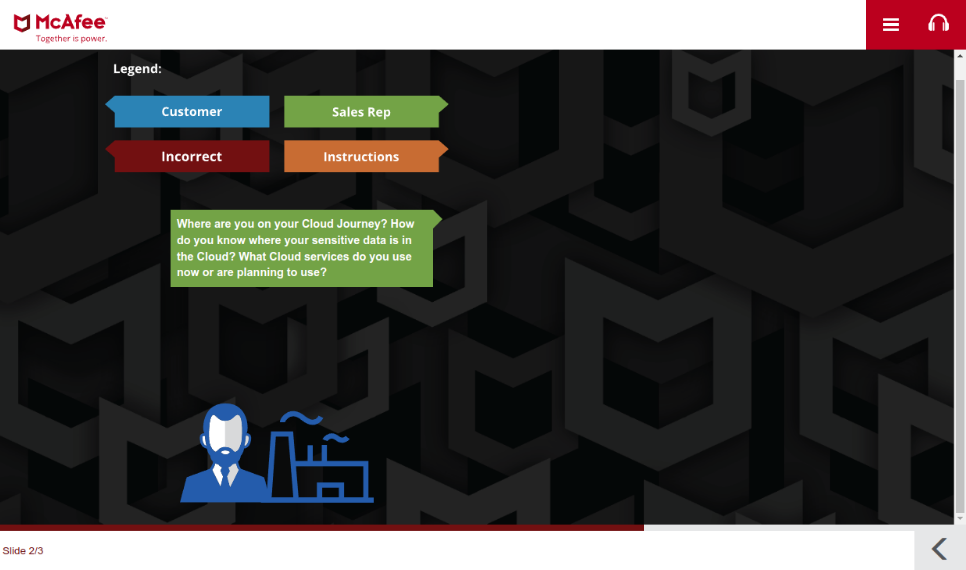 McAfee
Together is power.
Legend:
Customer
Sales Rep
Incorrect
Instructions
Where are you on your Cloud Journey? How
do you know where your sensitive data is in
the Cloud? What Cloud services do you use
now or are planning to use?
Slide 2/3